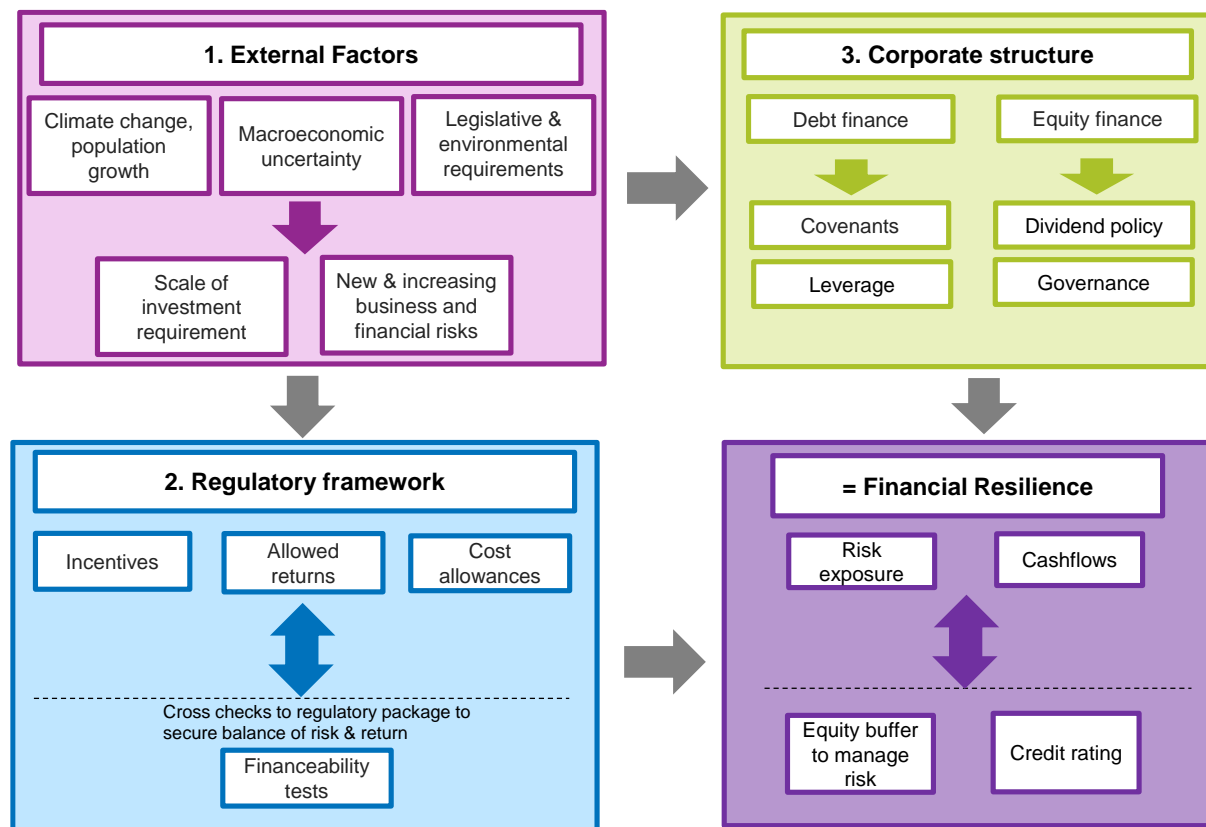 1. External Factors
Climate change,
population
growth
Macroeconomic
uncertainty
Legislative &
environmental
requirements
Scale of
investment
requirement
New & increasing
business and
financial risks
3. Corporate structure
Debt finance
Equity finance
Covenants
Dividend policy
Leverage
Governance
2. Regulatory framework
Incentives
Allowed
returns
Cost
allowances
Cross checks to regulatory package to
secure balance of risk & return
Financeability
tests
= Financial Resilience
Risk
exposure
Cashflows
Equity buffer
to manage
risk
Credit rating